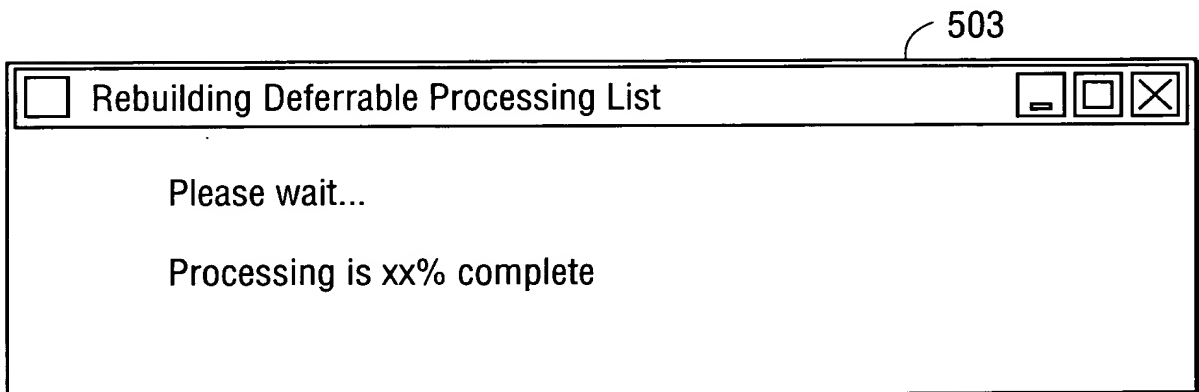 503
Rebuilding Deferrable Processing List
Please wait...
Processing is xx% complete